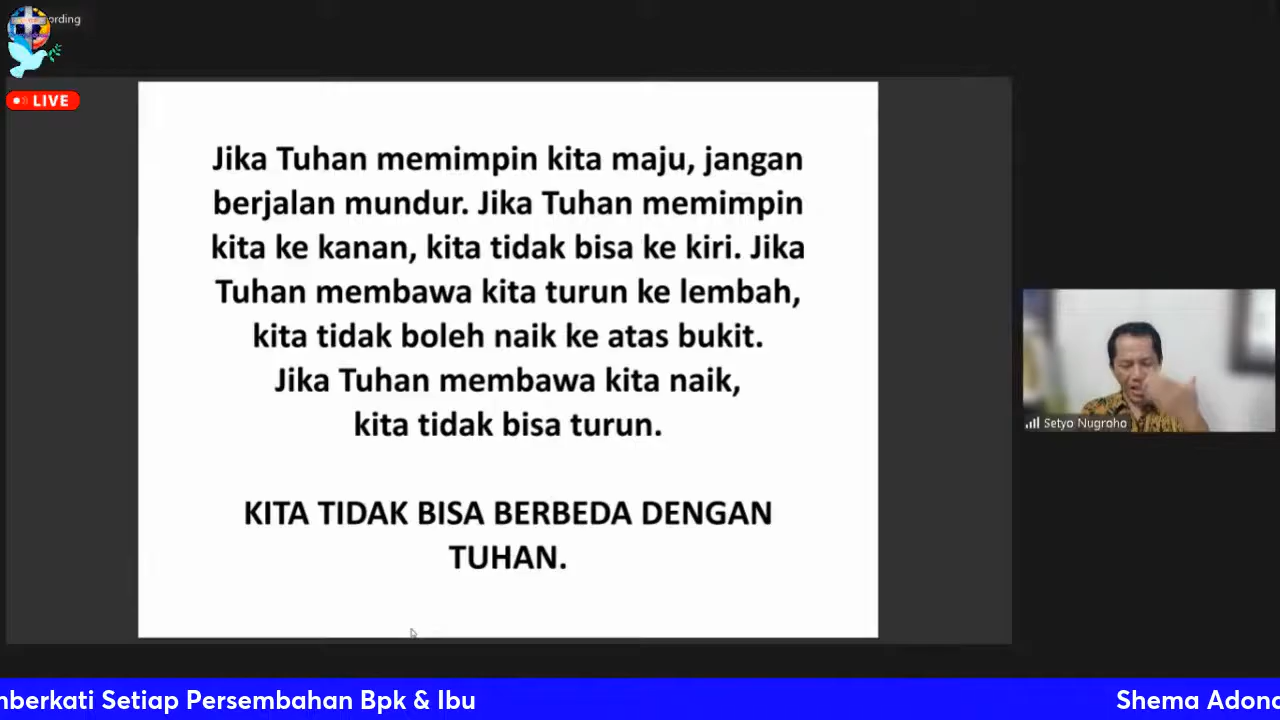 LIVE
Jika Tuhan memimpin kita maju, jangan
berjalan mundur. Jika Tuhan memimpin
kita ke kanan, kita tidak bisa ke kiri. Jika
Tuhan membawa kita turun ke lembah,
kita tidak boleh naik ke atas bukit.
Jika Tuhan membawa kita naik,
kita tidak bisa turun.
KITA TIDAK BISA BERBEDA DENGAN
TUHAN.
Setyo Nugroho
mberkati Setiap Persembahan Bpk & Ibu
Shema Adona